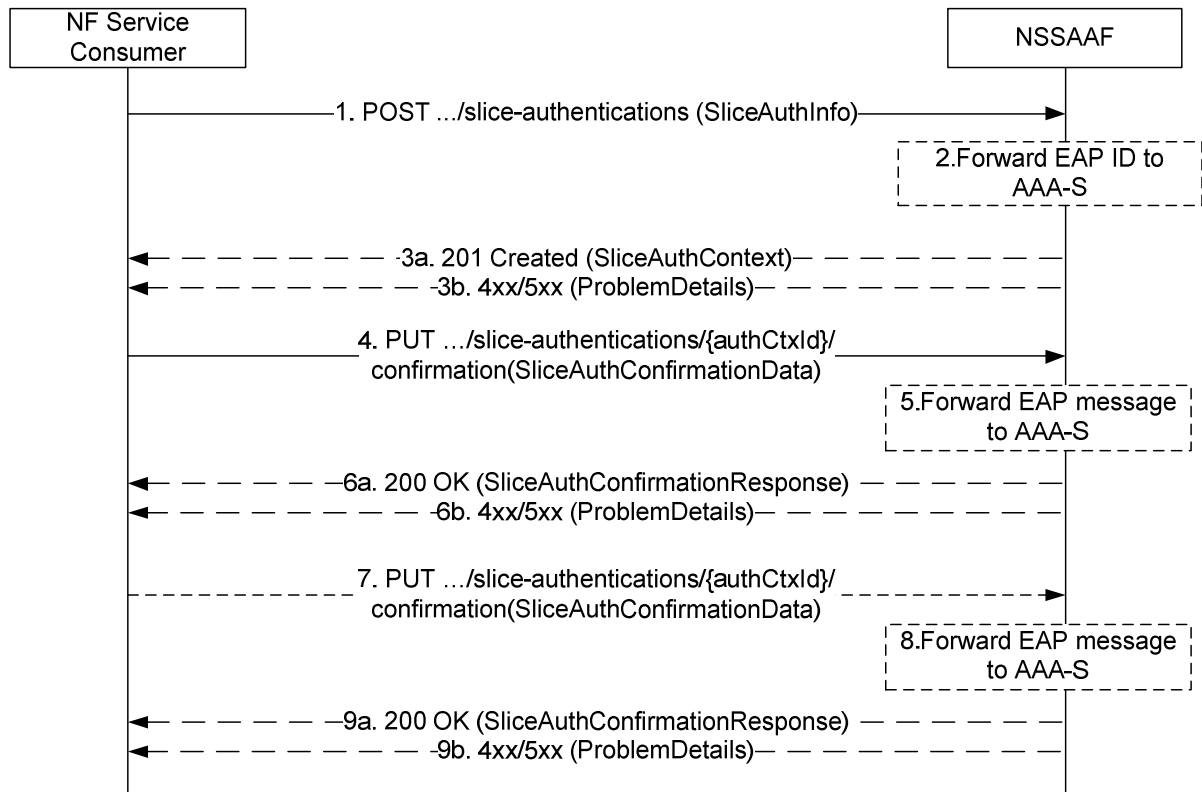 NF Service
Consumer
NSSAAF
1. POST .../slice-authentications (SliceAuthInfo)
2.Forward EAP ID to
AAA-S
3a. 201 Created (SliceAuthContext)
3b. 4xx/5xx (ProblemDetails)
4. PUT .../slice-authentications/{authCtxId}/
confirmation(SliceAuthConfirmationData)
5.Forward EAP message
to AAA-S
6a. 200 OK (SliceAuthConfirmationResponse)
6b. 4xx/5xx (ProblemDetails)
7. PUT .../slice-authentications/{authCtxId}/
confirmation(SliceAuthConfirmationData)
8.Forward EAP message
to AAA-S
9a. 200 OK (SliceAuthConfirmationResponse)
9b. 4xx/5xx (ProblemDetails)